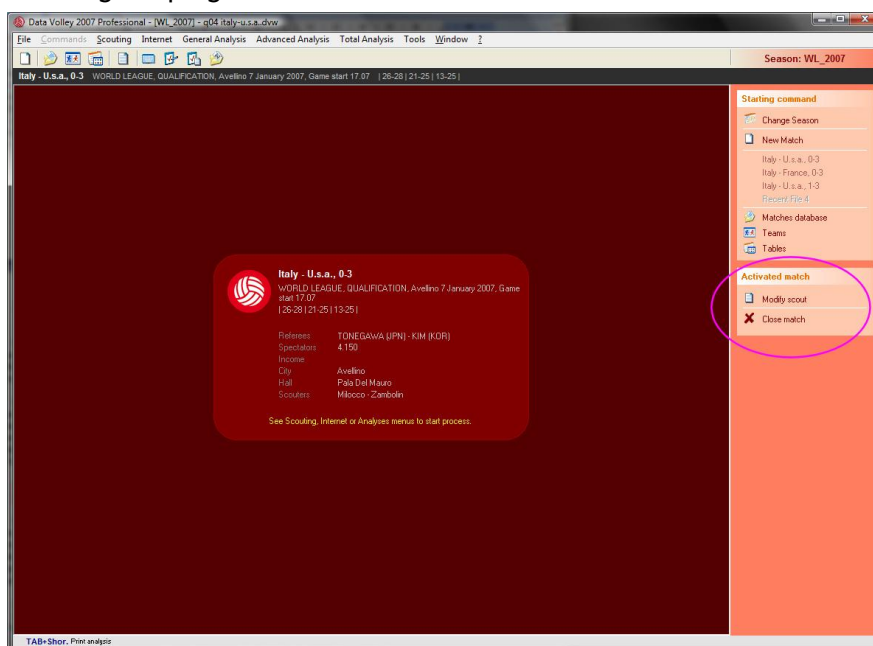 Data Volley 2007 Professional - [WL_2007] - q04 italy-u.s.a..dvw
File Commands Scouting Internet General Analysis Advanced Analysis Total Analysis Tools Window ?
Season: WL_2007
Italy - U.s.a., 0-3 WORLD LEAGUE, QUALIFICATION, Avellino 7 January 2007, Game start 17.07 | 26-28 | 21-25 | 13-25 |
Starting command
Change Season
New Match
Italy - U.s.a., 0-3
Italy - France, 0-3
Italy - U.s.a., 1-3
Recent File 4
Matches database
Teams
Tables
Activated match
Modify scout
Close match
Italy - U.s.a., 0-3
WORLD LEAGUE, QUALIFICATION, Avellino 7 January 2007, Game
start 17.07
| 26-28 | 21-25 | 13-25 |
Referees TONEGAWA (JPN) - KIM (KOR)
Spectators 4.150
Income
City Avellino
Hall Pala Del Mauro
Scouters Milocco - Zambolin
See Scouting, Internet or Analyses menus to start process.
TAB+Shor. Print analysis